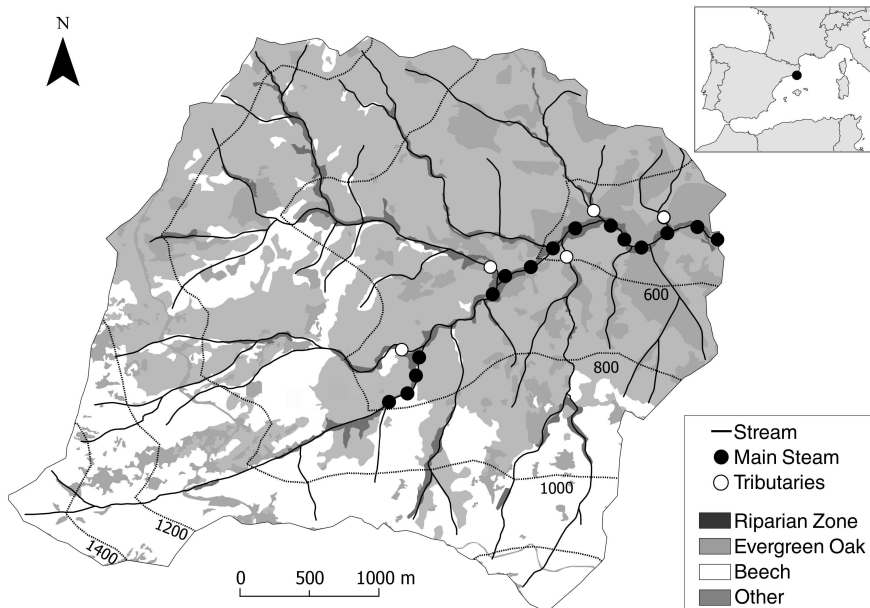 N
600
800
1000
1200
1400
0 500 1000 m
Stream
Main Steam
Tributaries
Riparian Zone
Evergreen Oak
Beech
Other